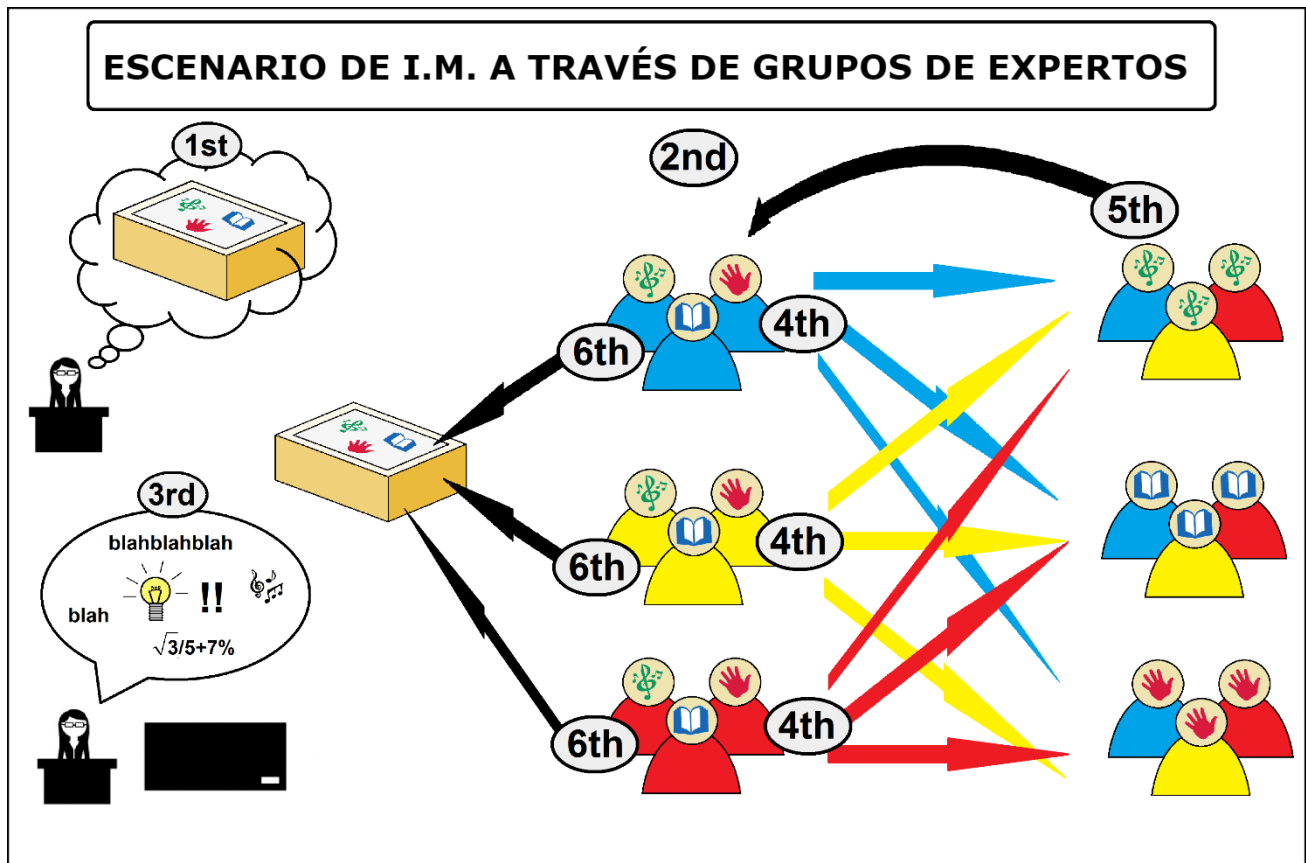 ESCENARIO DE I.M. A TRAVÉS DE GRUPOS DE EXPERTOS
1st
2nd
5th
4th
6th
3rd
blahblahblah
!!
blah
√3/5+7%
4th
6th
4th
6th